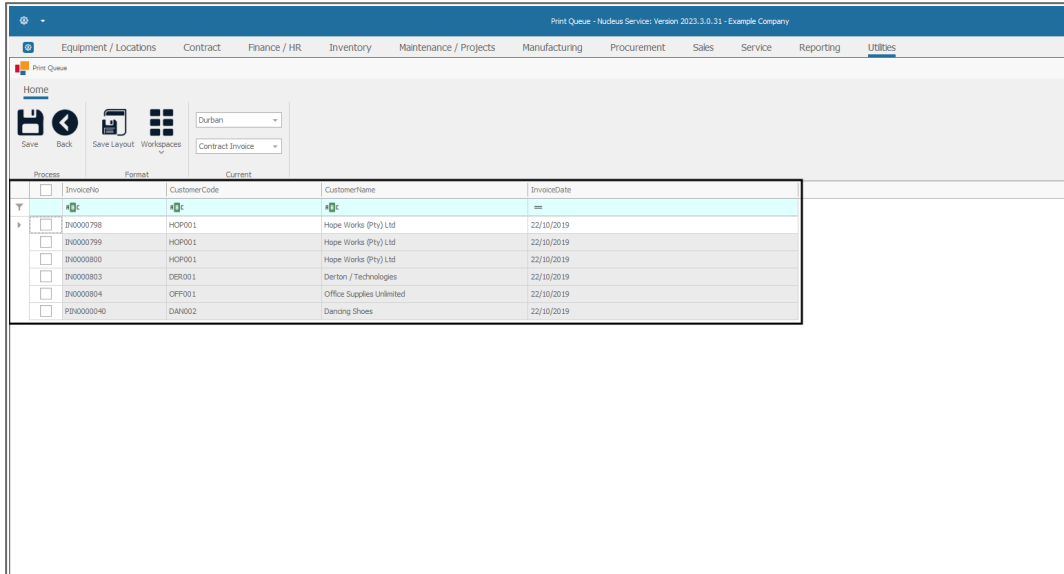 Print Queue - Nucleus Service: Version 2023.3.0.31 - Example Company
Equipment / Locations Contract Finance / HR Inventory Maintenance / Projects Manufacturing Procurement Sales Service Reporting Utilities
Print Queue
Home
Durban
Save Back Save Layout Workspaces
Contract Invoice
Process Format Current
InvoiceNo CustomerCode CustomerName InvoiceDate
IN0000798 HOP001 Hope Works (Pty) Ltd 22/10/2019
IN0000799 HOP001 Hope Works (Pty) Ltd 22/10/2019
IN0000800 HOP001 Hope Works (Pty) Ltd 22/10/2019
IN0000803 DER001 Derton / Technologies 22/10/2019
IN0000804 OFF001 Office Supplies Unlimited 22/10/2019
PIN0000040 DAN002 Dancing Shoes 22/10/2019